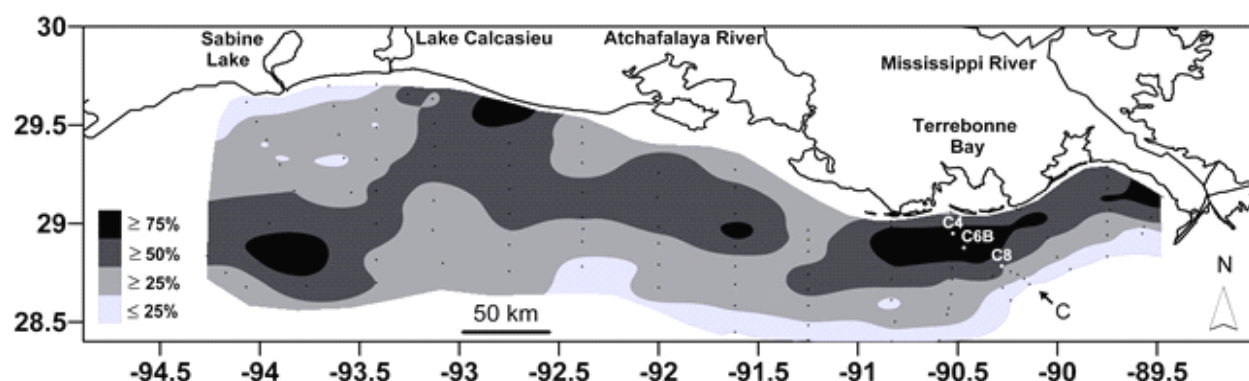 30
29.5
29
28.5
Sabine
Lake
Lake Calcasieu
Atchafalaya River
Mississippi River
Terrebonne
Bay
C4
C6B
C8
C
N
≥ 75%
≥ 50%
≥ 25%
≤ 25%
50 km
-94.5 -94 -93.5 -93 -92.5 -92 -91.5 -91 -90.5 -90 -89.5